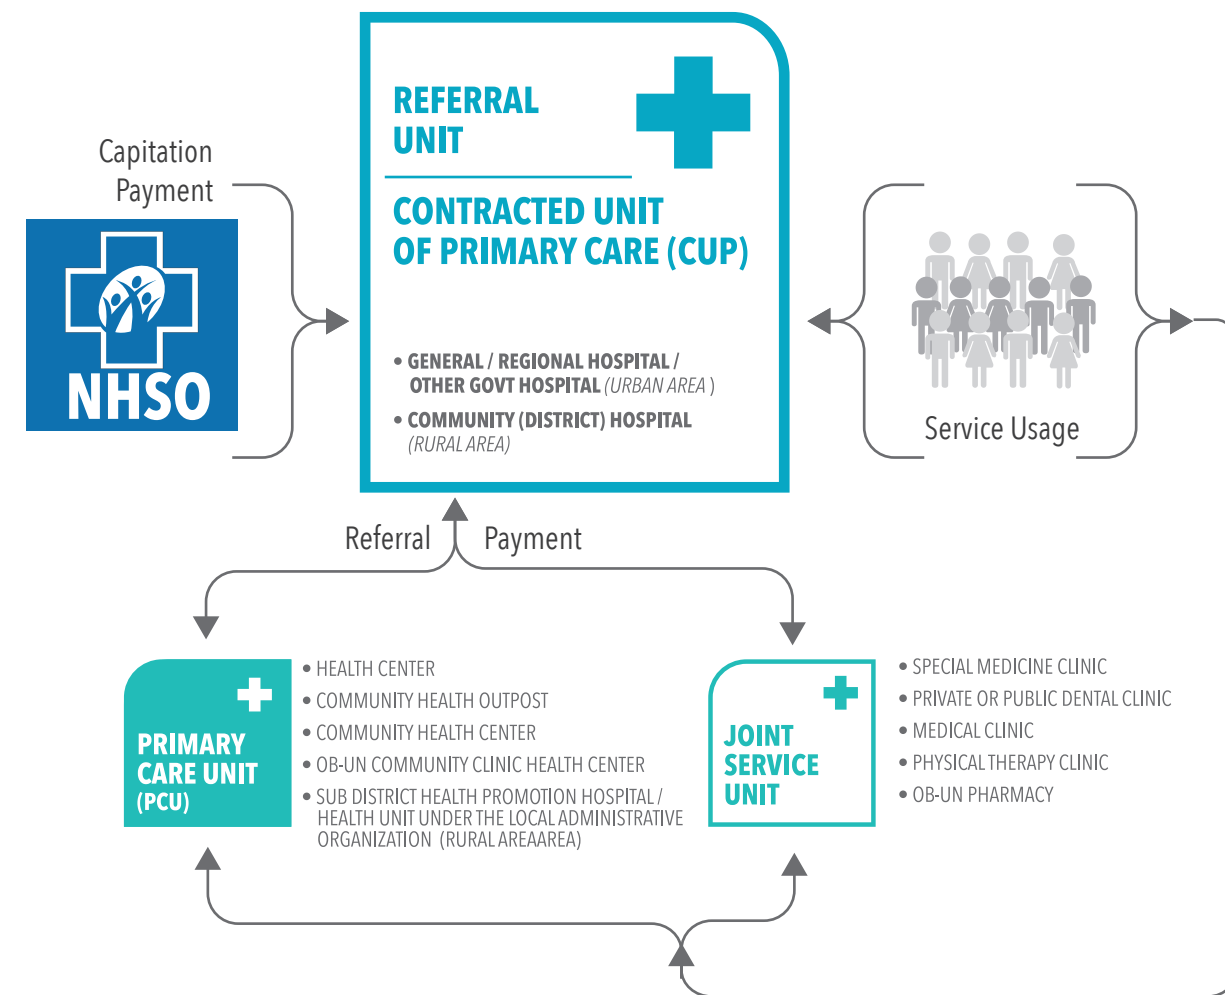 Capitation
Payment
NHSO
REFERRAL
UNIT
CONTRACTED UNIT
OF PRIMARY CARE (CUP)
• GENERAL / REGIONAL HOSPITAL /
OTHER GOVT HOSPITAL (URBAN AREA )
• COMMUNITY (DISTRICT) HOSPITAL
(RURAL AREA)
Service Usage
Referral
Payment
PRIMARY
CARE UNIT
(PCU)
• HEALTH CENTER
• COMMUNITY HEALTH OUTPOST
• COMMUNITY HEALTH CENTER
• OB-UN COMMUNITY CLINIC HEALTH CENTER
• SUB DISTRICT HEALTH PROMOTION HOSPITAL /
HEALTH UNIT UNDER THE LOCAL ADMINISTRATIVE
ORGANIZATION (RURAL AREAAREA)
JOINT
SERVICE
UNIT
• SPECIAL MEDICINE CLINIC
• PRIVATE OR PUBLIC DENTAL CLINIC
• MEDICAL CLINIC
• PHYSICAL THERAPY CLINIC
• OB-UN PHARMACY